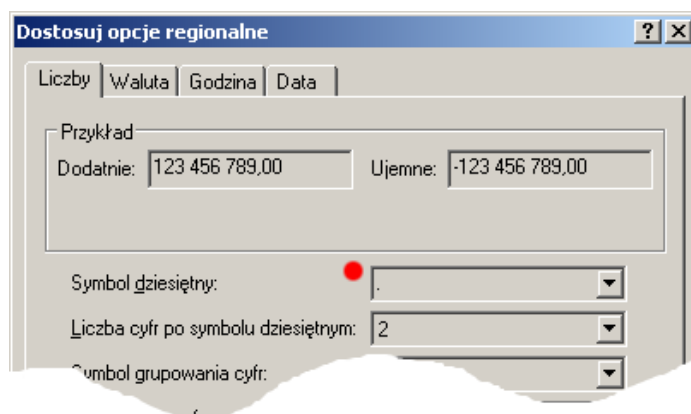 Dostosuj opcje regionalne
Liczby Waluta Godzina Data
Przykład
Dodatnie: 123 456 789,00 Ujemne: -123 456 789,00
Symbol dziesiętny: .
Liczba cyfr po symbolu dziesiętnym: 2
Symbol grupowania cyfr: